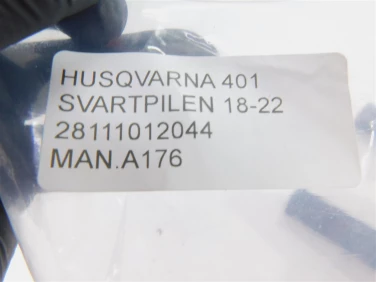 HUSQVARNA 401
SVARTPILEN 18-22
28111012044
MAN.A176